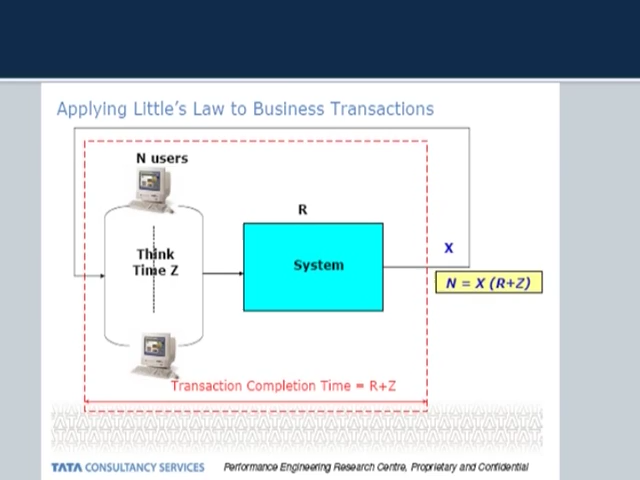 Applying Little's Law to Business Transactions
N users
R
Think
Time Z
System
X
N = X (R+Z)
Transaction Completion Time = R+Z
TATA CONSULTANCY SERVICES
Performance Engineering Research Centre, Proprietary and Confidential